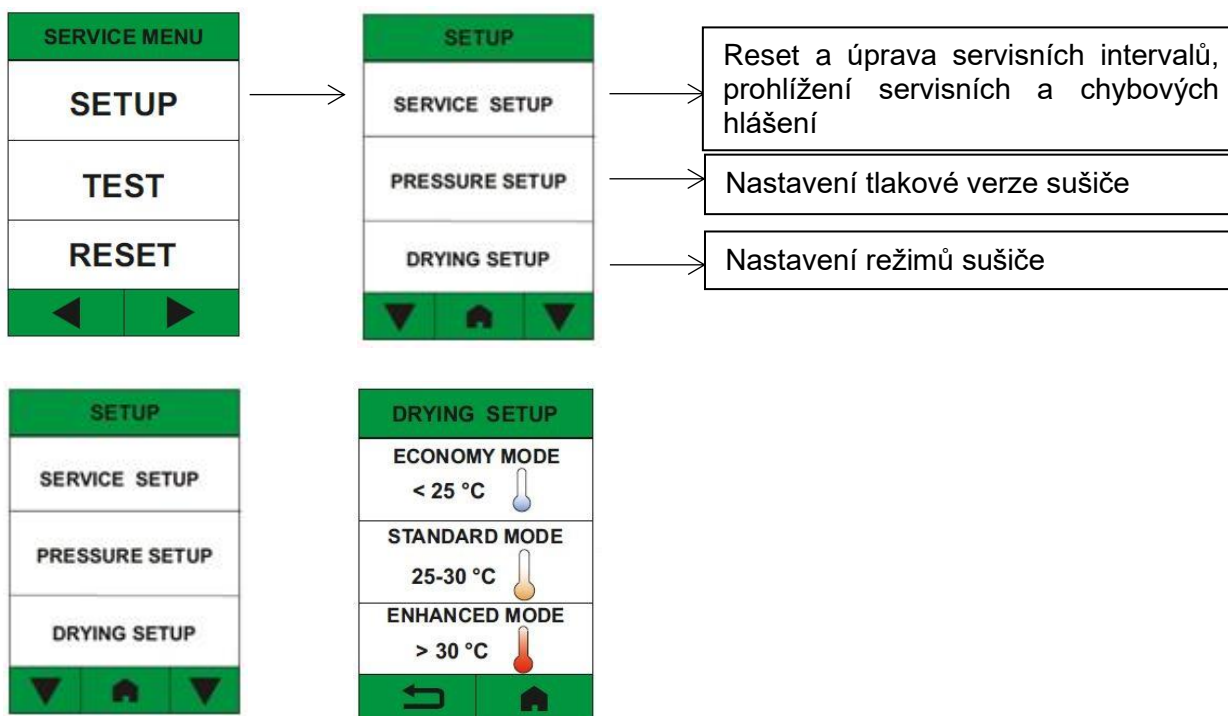 SERVICE MENU
SETUP
TEST
RESET
SETUP
SERVICE SETUP
PRESSURE SETUP
DRYING SETUP
Reset a úprava servisních intervalů,
prohlížení servisních a chybových
hlášení
Nastavení tlakové verze sušiče
Nastavení režimů sušiče
SETUP
SERVICE SETUP
PRESSURE SETUP
DRYING SETUP
DRYING SETUP
ECONOMY MODE
< 25 °C
STANDARD MODE
25-30 °C
ENHANCED MODE
> 30 °C